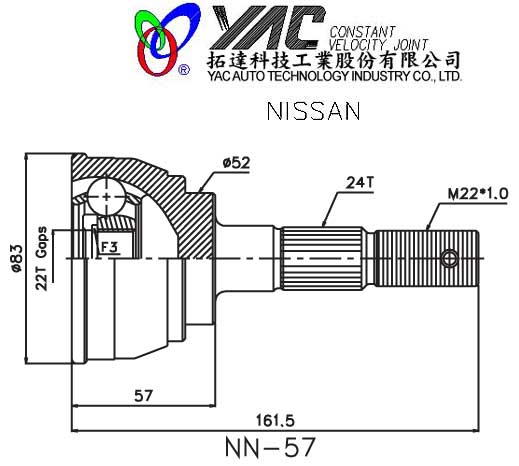 YAC CONSTANT
VELOCITY JOINT
®
拓達科技工業股份有限公司
YAC AUTO TECHNOLOGY INDUSTRY CO., LTD.
NISSAN
ø52
24T
M22*1.0
ø83
22T Gaps
F3
57
161.5
NN-57